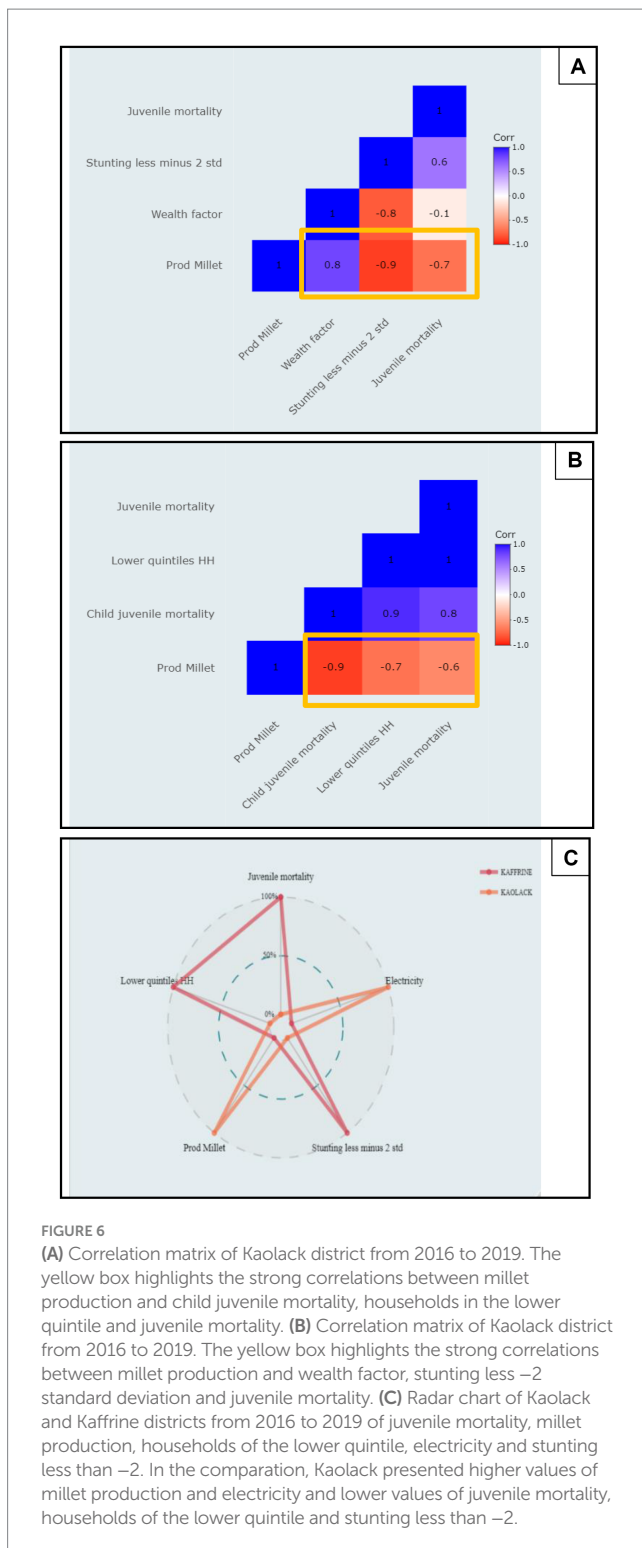 A
Juvenile mortality
1
Corr
Stunting less minus 2 std
1
0.6
1.0
0.5
Wealth factor
1
-0.8
-0.1
0.0
-0.5
-1.0
Prod Millet
1
0.8
-0.9
-0.7
Prod Millet
Wealth factor
Stunting less minus 2 std
Juvenile mortality
B
Juvenile mortality
1
Corr
Lower quintiles HH
1
1
1.0
0.5
Child juvenile mortality
1
0.9
0.8
0.0
-0.5
-1.0
Prod Millet
1
-0.9
-0.7
-0.6
Prod Millet
Child juvenile mortality
Lower quintiles HH
Juvenile mortality
C
Juvenile mortality
KAFFRINE
KAOLACK
100%
50%
0%
Lower quintiles HH
Electricity
Prod Millet
Stunting less minus 2 std
FIGURE 6
(A) Correlation matrix of Kaolack district from 2016 to 2019. The
yellow box highlights the strong correlations between millet
production and child juvenile mortality, households in the lower
quintile and juvenile mortality. (B) Correlation matrix of Kaolack district
from 2016 to 2019. The yellow box highlights the strong correlations
between millet production and wealth factor, stunting less −2
standard deviation and juvenile mortality. (C) Radar chart of Kaolack
and Kaffrine districts from 2016 to 2019 of juvenile mortality, millet
production, households of the lower quintile, electricity and stunting
less than −2. In the comparation, Kaolack presented higher values of
millet production and electricity and lower values of juvenile mortality,
households of the lower quintile and stunting less than −2.